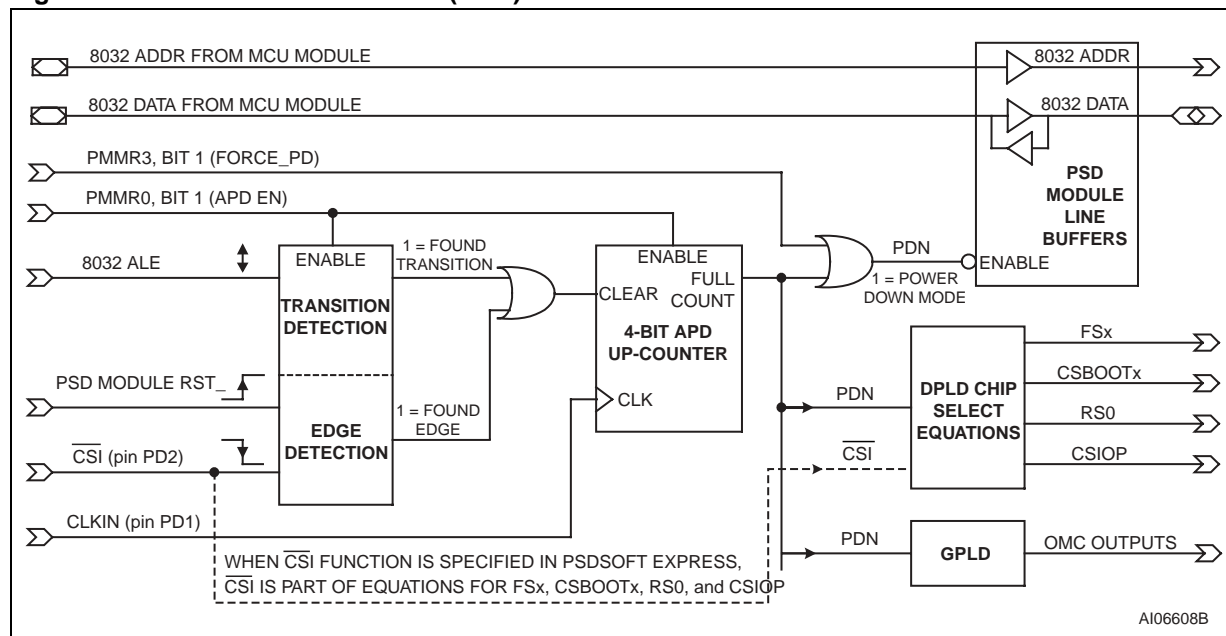 8032 ADDR FROM MCU MODULE
8032 ADDR
8032 DATA FROM MCU MODULE
8032 DATA
PMMR3, BIT 1 (FORCE_PD)
PSD
MODULE
LINE
BUFFERS
PMMR0, BIT 1 (APD EN)
8032 ALE
ENABLE
TRANSITION
DETECTION
1 = FOUND
TRANSITION
ENABLE
FULL
COUNT
CLEAR
4-BIT APD
UP-COUNTER
CLK
PDN
1 = POWER
DOWN MODE
ENABLE
PSD MODULE RST_
EDGE
DETECTION
1 = FOUND
EDGE
CSI (pin PD2)
CLKIN (pin PD1)
PDN
CSI
DPLD CHIP
SELECT
EQUATIONS
FSx
CSBOOTx
RS0
CSIOP
PDN
GPLD
OMC OUTPUTS
WHEN CSI FUNCTION IS SPECIFIED IN PSDSOFT EXPRESS,
CSI IS PART OF EQUATIONS FOR FSx, CSBOOTx, RS0, and CSIOP
AI06608B